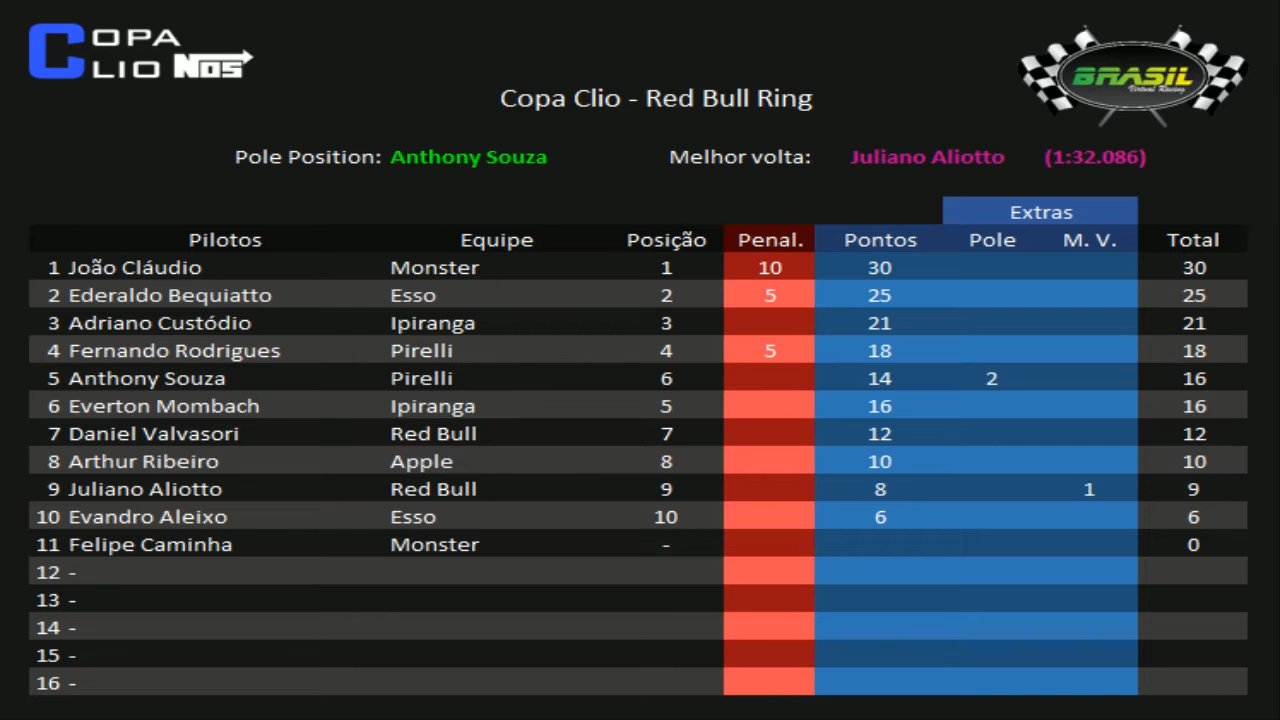 COPA
CLIO NOS
BRASIL
Virtual Racing
Copa Clio - Red Bull Ring
Pole Position: Anthony Souza Melhor volta: Juliano Aliotto (1:32.086)
Extras
Pilotos Equipe Posição Penal. Pontos Pole M. V. Total
1 João Cláudio Monster 1 10 30 30
2 Ederaldo Bequiatto Esso 2 5 25 25
3 Adriano Custódio Ipiranga 3 21 21
4 Fernando Rodrigues Pirelli 4 5 18 18
5 Anthony Souza Pirelli 6 14 2 16
6 Everton Mombach Ipiranga 5 16 16
7 Daniel Valvasori Red Bull 7 12 12
8 Arthur Ribeiro Apple 8 10 10
9 Juliano Aliotto Red Bull 9 8 1 9
10 Evandro Aleixo Esso 10 6 6
11 Felipe Caminha Monster - 0
12 -
13 -
14 -
15 -
16 -